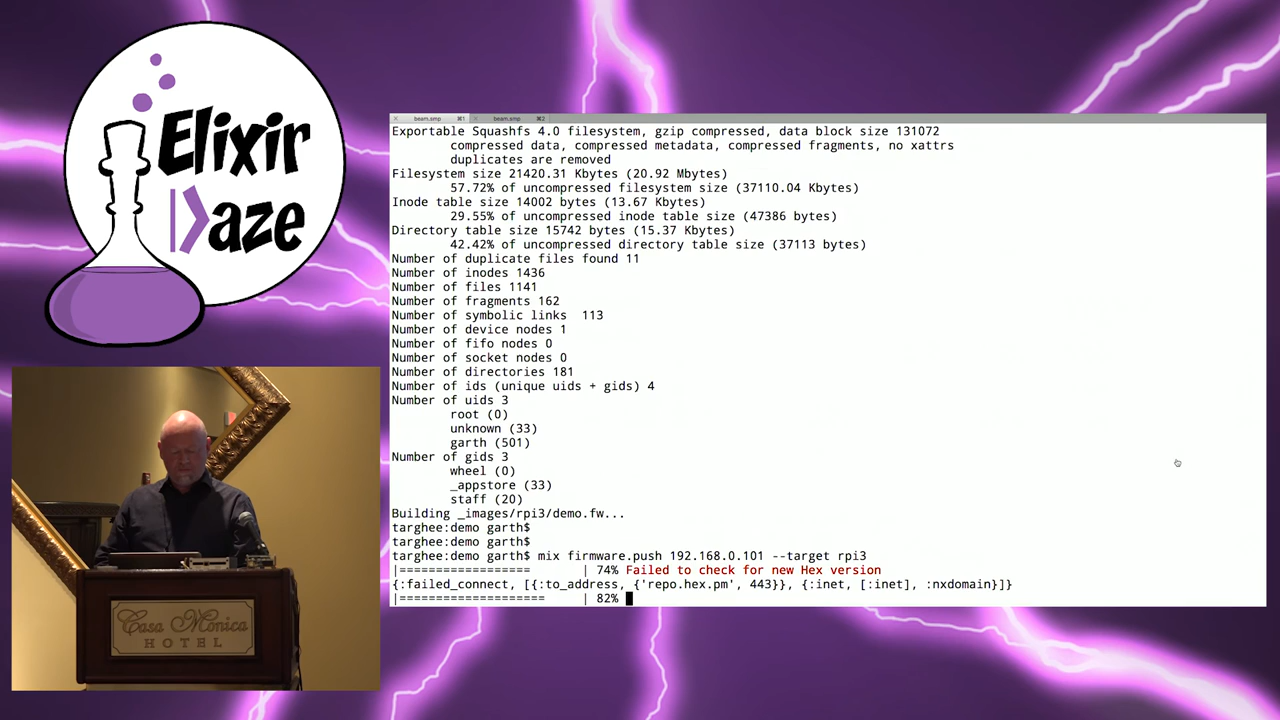 Elixir
Daze
beam.smp ⌘1 beam.smp ⌘2
Exportable Squashfs 4.0 filesystem, gzip compressed, data block size 131072
compressed data, compressed metadata, compressed fragments, no xattrs
duplicates are removed
Filesystem size 21420.31 Kbytes (20.92 Mbytes)
57.72% of uncompressed filesystem size (37110.04 Kbytes)
Inode table size 14002 bytes (13.67 Kbytes)
29.55% of uncompressed inode table size (47386 bytes)
Directory table size 15742 bytes (15.37 Kbytes)
42.42% of uncompressed directory table size (37113 bytes)
Number of duplicate files found 11
Number of inodes 1436
Number of files 1141
Number of fragments 162
Number of symbolic links  113
Number of device nodes 1
Number of fifo nodes 0
Number of socket nodes 0
Number of directories 181
Number of ids (unique uids + gids) 4
Number of uids 3
root (0)
unknown (33)
garth (501)
Number of gids 3
wheel (0)
_appstore (33)
staff (20)
Building _images/rpi3/demo.fw...
targhee:demo garth$
targhee:demo garth$
targhee:demo garth$ mix firmware.push 192.168.0.101 --target rpi3
|================== | 74% Failed to check for new Hex version
{:failed_connect, [{:to_address, {'repo.hex.pm', 443}}, {:inet, [:inet], :nxdomain}]}
|==================== | 82%
Casa Monica
HOTEL